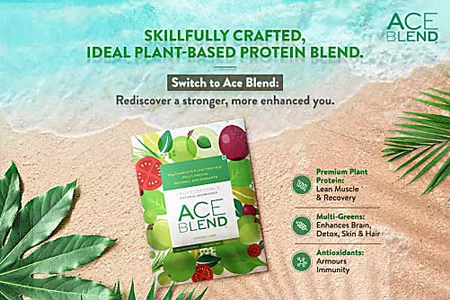 SKILLFULLY CRAFTED,
IDEAL PLANT-BASED PROTEIN BLEND.
ACE
BLEND
Switch to Ace Blend:
Rediscover a stronger, more enhanced you.
ACE
BLEND
Premium Plant
Protein:
Lean Muscle
& Recovery
Multi-Greens:
Enhances Brain,
Detox, Skin & Hair
Antioxidants:
Armours
Immunity